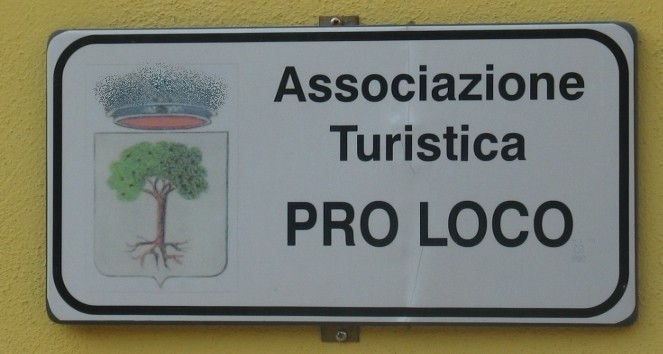 Associazione
Turistica
PRO LOCO